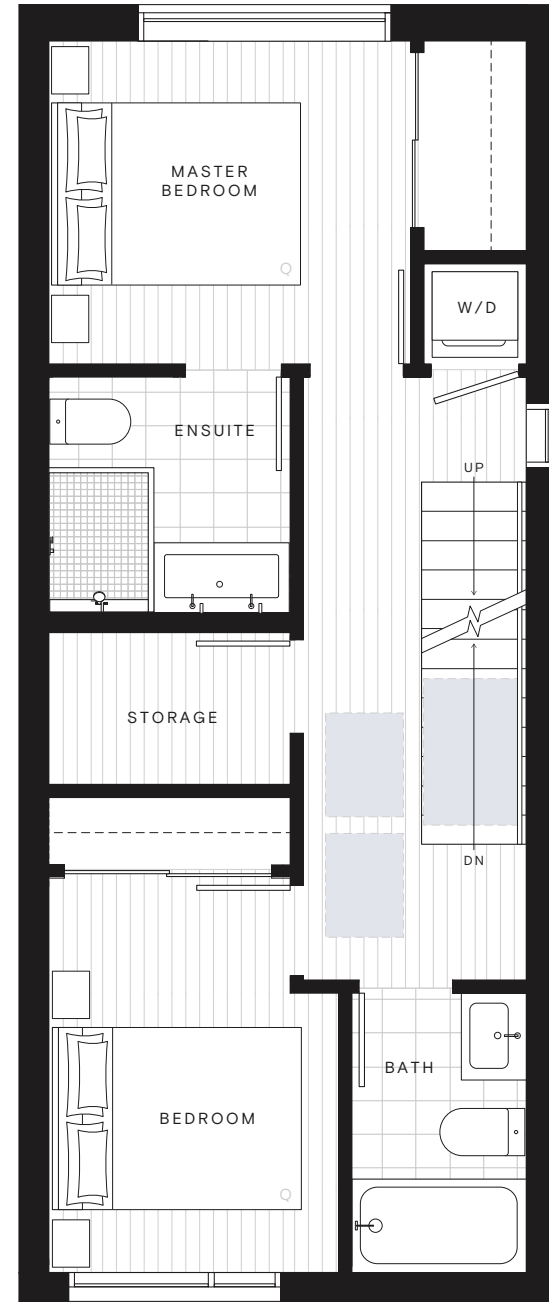 MASTER
BEDROOM
Q
W/D
ENSUITE
UP
STORAGE
DN
BATH
BEDROOM
Q